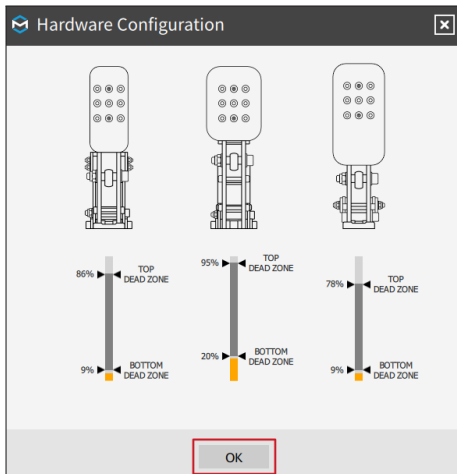 Hardware Configuration
86%
TOP
DEAD ZONE
9%
BOTTOM
DEAD ZONE
95%
TOP
DEAD ZONE
20%
BOTTOM
DEAD ZONE
78%
TOP
DEAD ZONE
9%
BOTTOM
DEAD ZONE
OK